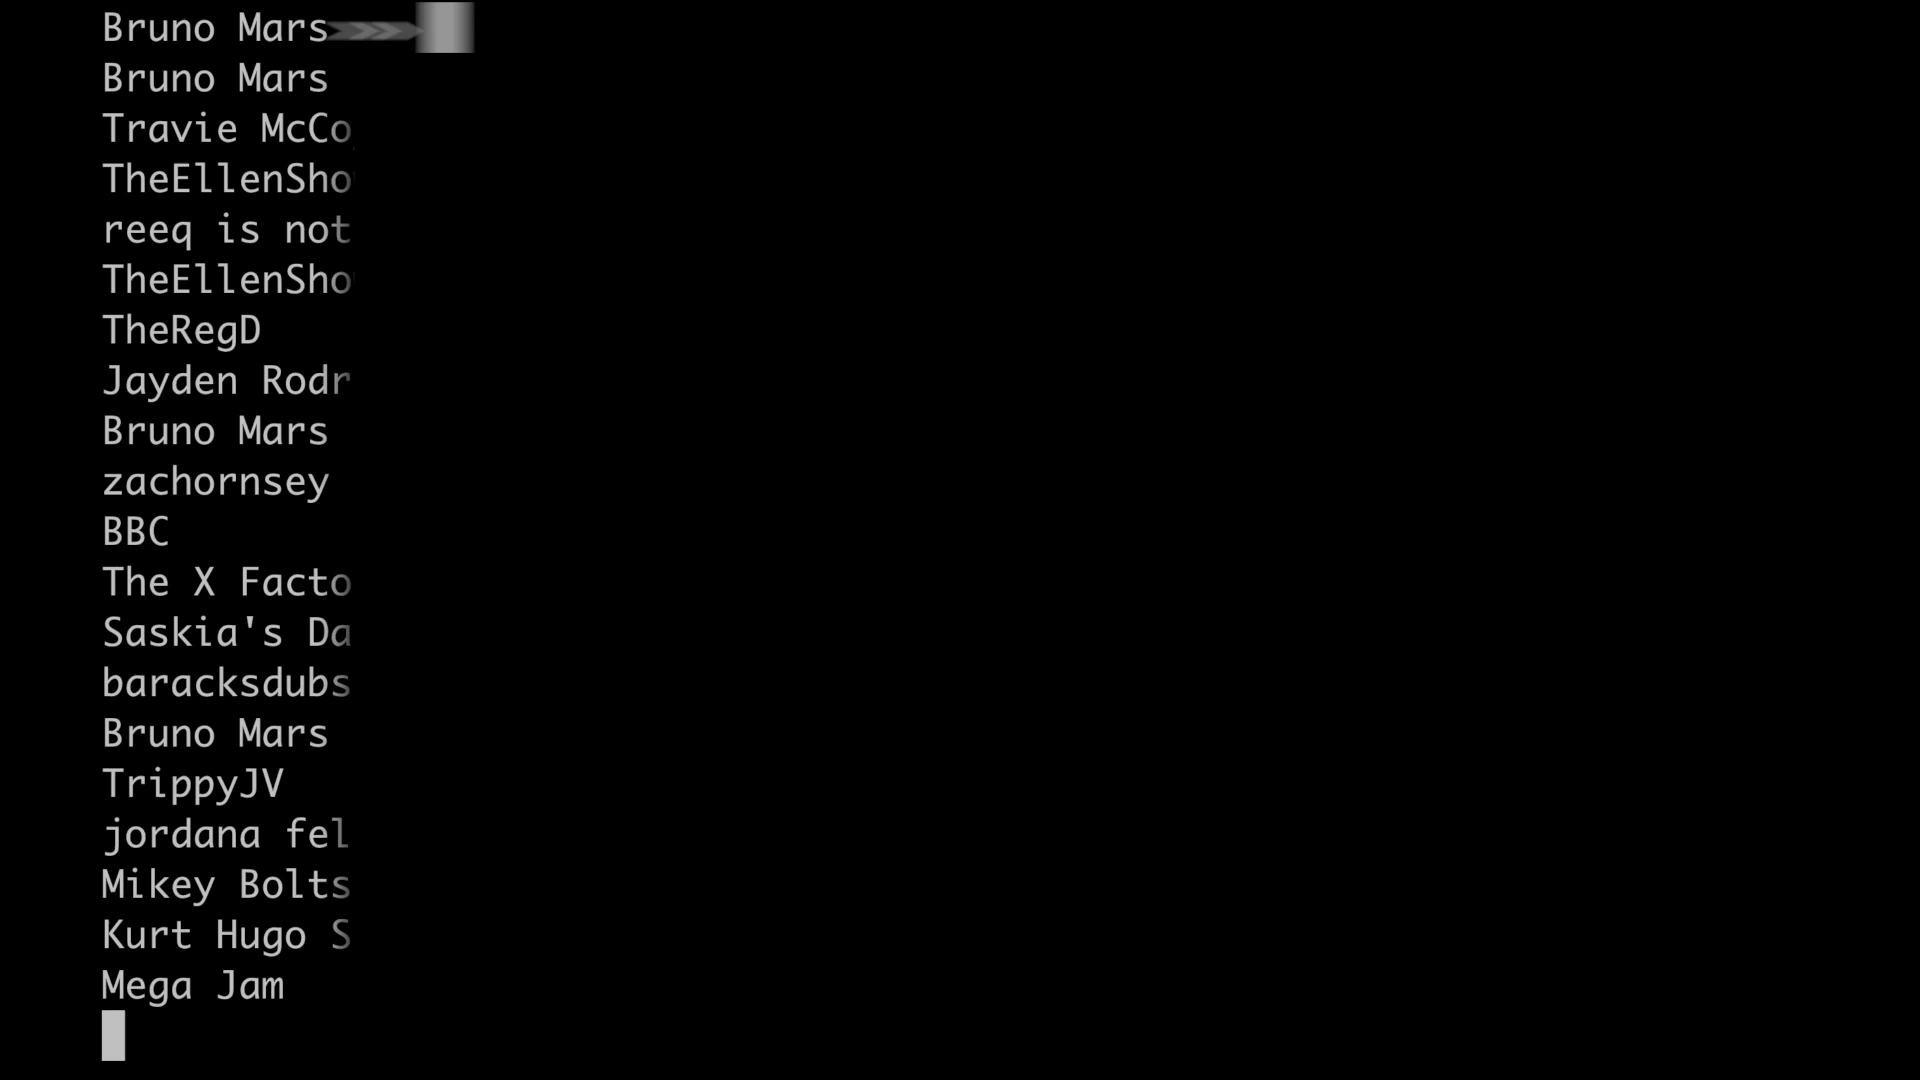 Bruno Mars
Bruno Mars
Travie McCo
TheEllenSho
reeq is not
TheEllenSho
TheRegD
Jayden Rodr
Bruno Mars
zachornsey
BBC
The X Facto
Saskia's Da
baracksdubs
Bruno Mars
TrippyJV
jordana fel
Mikey Bolts
Kurt Hugo S
Mega Jam